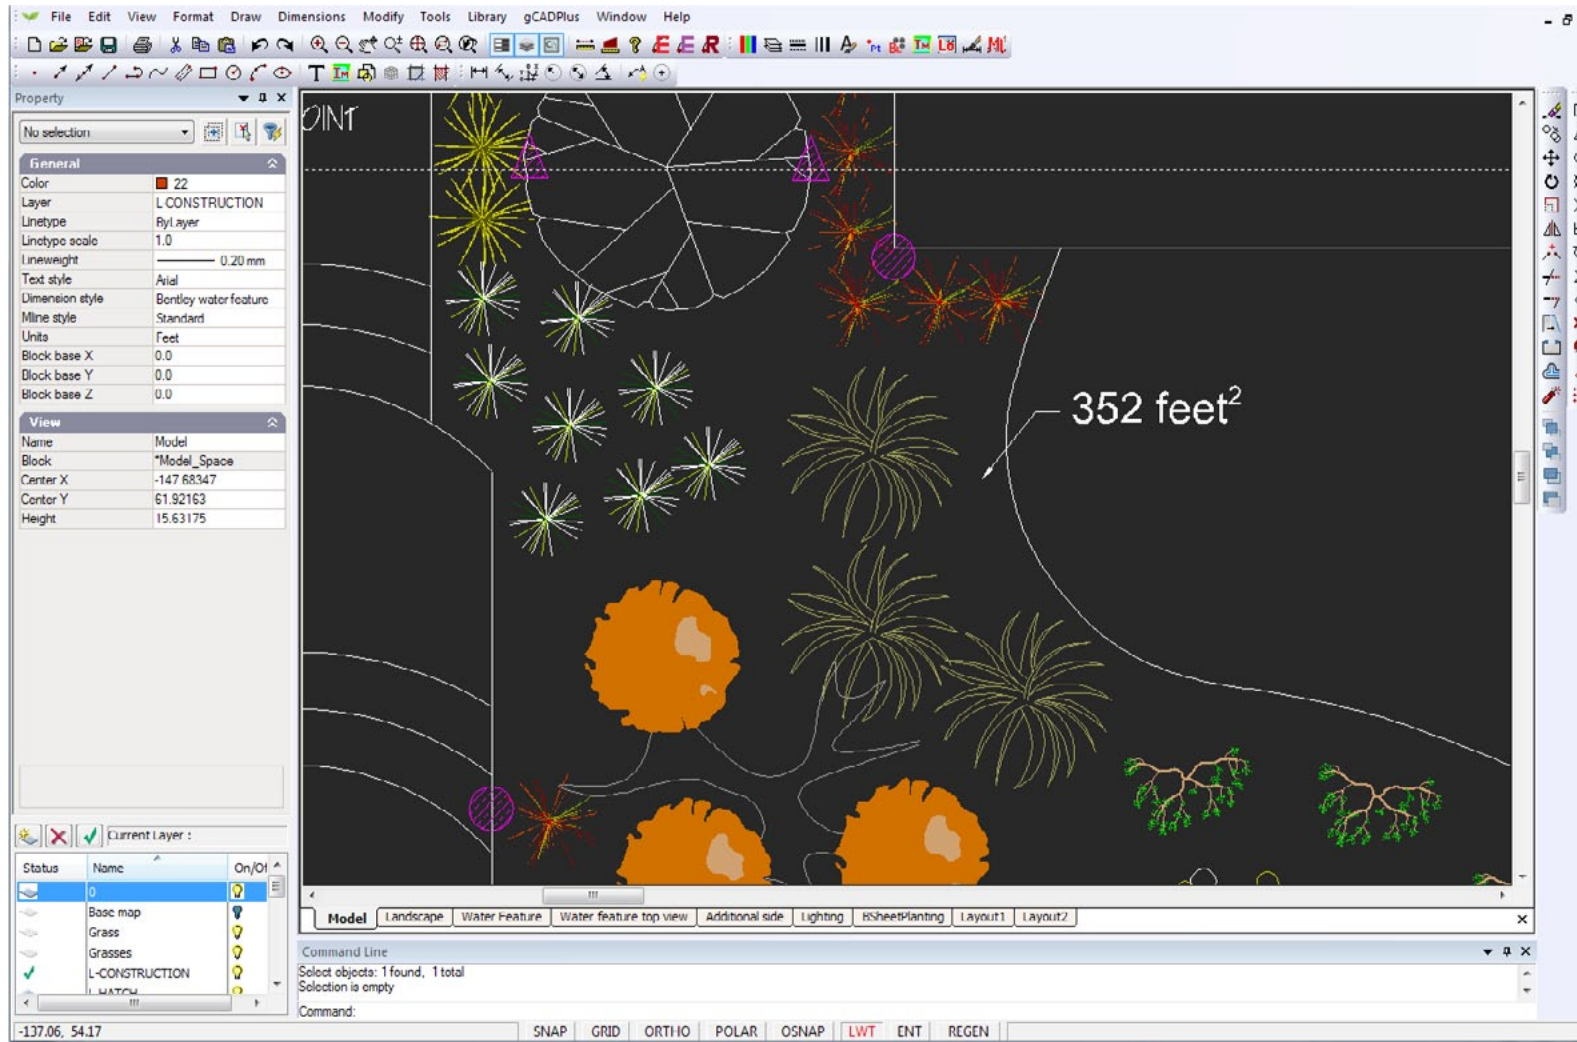 File Edit View Format Draw Dimensions Modify Tools Library gCADPlus Window Help
Property
No selection
General
Color 22
Layer L-CONSTRUCTION
Linetype ByLayer
Linetype scale 1.0
Lineweight 0.20 mm
Text style Arial
Dimension style Bentley water feature
Mline style Standard
Units Feet
Block base X 0.0
Block base Y 0.0
Block base Z 0.0
View
Name Model
Block *Model_Space
Center X -147.68347
Center Y 61.92163
Height 15.63175
OINT
352 feet²
Current Layer :
Status Name On/Of
0
Base map
Grass
Grasses
L-CONSTRUCTION
L-HATCH
Model Landscape Water Feature Water feature top view Additional side Lighting BSheetPlanting Layout1 Layout2
Command Line
Select objects: 1 found, 1 total
Selection is empty
Command:
-137.06, 54.17 SNAP GRID ORTHO POLAR OSNAP LWT ENT REGEN